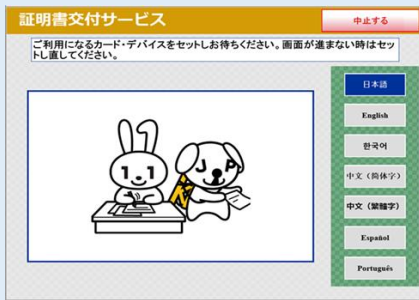 証明書交付サービス
中止する
ご利用になるカード・デバイスをセットしお待ちください。画面が進まない時はセッ
トし直してください。
日本語
English
한국어
中文（简体字）
中文（繁體字）
Español
Português
1 1
J P